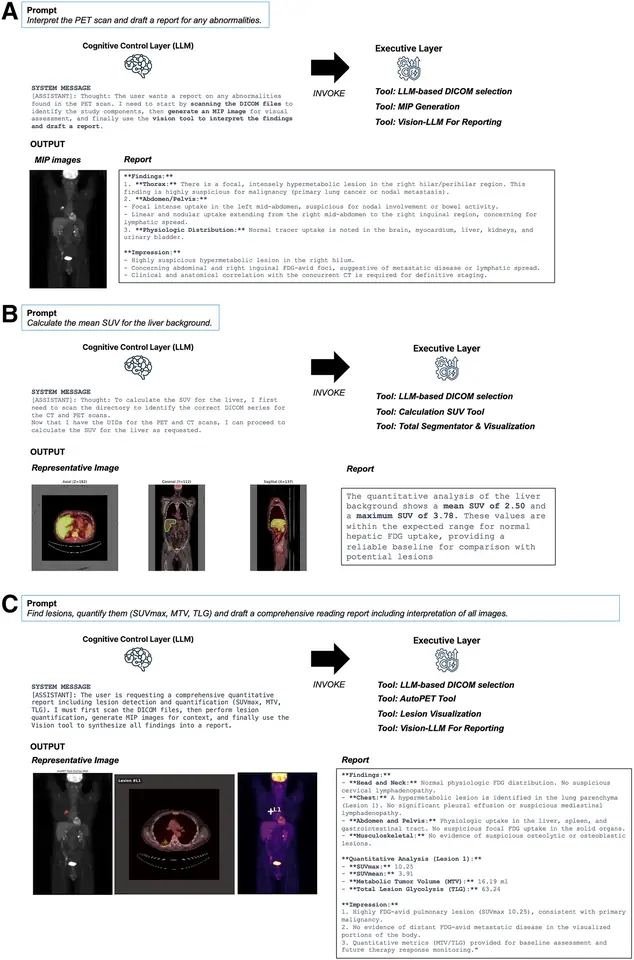 A
Prompt
Interpret the PET scan and draft a report for any abnormalities.
Cognitive Control Layer (LLM)
Executive Layer
INVOKE
SYSTEM MESSAGE
[ASSISTANT]: Thought: The user wants a report on any abnormalities
found in the PET scan. I need to start by scanning the DICOM files to
identify the study components, then generate an MIP image for visual
assessment, and finally use the vision tool to interpret the findings
and draft a report.
Tool: LLM-based DICOM selection
Tool: MIP Generation
Tool: Vision-LLM For Reporting
OUTPUT
MIP images
Report
**Findings:**
1. **Thorax:** There is a focal, intensely hypermetabolic lesion in the right hilar/perihilar region. This
finding is highly suspicious for malignancy (primary lung cancer or nodal metastasis).
2. **Abdomen/Pelvis:**
- Focal intense uptake in the left mid-abdomen, suspicious for nodal involvement or bowel activity.
- Linear and nodular uptake extending from the right mid-abdomen to the right inguinal region, concerning for
lymphatic spread.
3. **Physiologic Distribution:** Normal tracer uptake is noted in the brain, myocardium, liver, kidneys, and
urinary bladder.
**Impression:**
- Highly suspicious hypermetabolic lesion in the right hilum.
- Concerning abdominal and right inguinal FDG-avid foci, suggestive of metastatic disease or lymphatic spread.
- Clinical and anatomical correlation with the concurrent CT is required for definitive staging.
B
Prompt
Calculate the mean SUV for the liver background.
Cognitive Control Layer (LLM)
Executive Layer
INVOKE
SYSTEM MESSAGE
[ASSISTANT]: Thought: To calculate the SUV for the liver, I first
need to scan the directory to identify the correct DICOM series for
the CT and PET scans.
Now that I have the UIDs for the PET and CT scans, I can proceed to
calculate the SUV for the liver as requested.
Tool: LLM-based DICOM selection
Tool: Calculation SUV Tool
Tool: Total Segmentator & Visualization
OUTPUT
Representative Image
Report
Axial (Z=182)
Coronal (Y=112)
Sagittal (X=137)
The quantitative analysis of the liver
background shows a mean SUV of 2.50 and
a maximum SUV of 3.78. These values are
within the expected range for normal
hepatic FDG uptake, providing a
reliable baseline for comparison with
potential lesions
C
Prompt
Find lesions, quantify them (SUVmax, MTV, TLG) and draft a comprehensive reading report including interpretation of all images.
Cognitive Control Layer (LLM)
Executive Layer
INVOKE
SYSTEM MESSAGE
[ASSISTANT]: The user is requesting a comprehensive quantitative
report including lesion detection and quantification (SUVmax, MTV,
TLG). I must first scan the DICOM files, then perform lesion
quantification, generate MIP images for context, and finally use the
Vision tool to synthesize all findings into a report.
Tool: LLM-based DICOM selection
Tool: AutoPET Tool
Tool: Lesion Visualization
Tool: Vision-LLM For Reporting
OUTPUT
Representative Image
Report
Lesion #L1
L1
**Findings:**
- **Head and Neck:** Normal physiologic FDG distribution. No suspicious
cervical lymphadenopathy.
- **Chest:** A hypermetabolic lesion is identified in the lung parenchyma
(Lesion 1). No significant pleural effusion or suspicious mediastinal
lymphadenopathy.
- **Abdomen and Pelvis:** Physiologic uptake in the liver, spleen, and
gastrointestinal tract. No suspicious focal FDG uptake in the solid organs.
- **Musculoskeletal:** No evidence of suspicious osteolytic or osteoblastic
lesions.
**Quantitative Analysis (Lesion 1):**
- **SUVmax:** 10.25
- **SUVmean:** 3.91
- **Metabolic Tumor Volume (MTV):** 16.19 ml
- **Total Lesion Glycolysis (TLG):** 63.24
**Impression:**
1. Highly FDG-avid pulmonary lesion (SUVmax 10.25), consistent with primary
malignancy.
2. No evidence of distant FDG-avid metastatic disease in the visualized
portions of the body.
3. Quantitative metrics (MTV/TLG) provided for baseline assessment and
future therapy response monitoring."